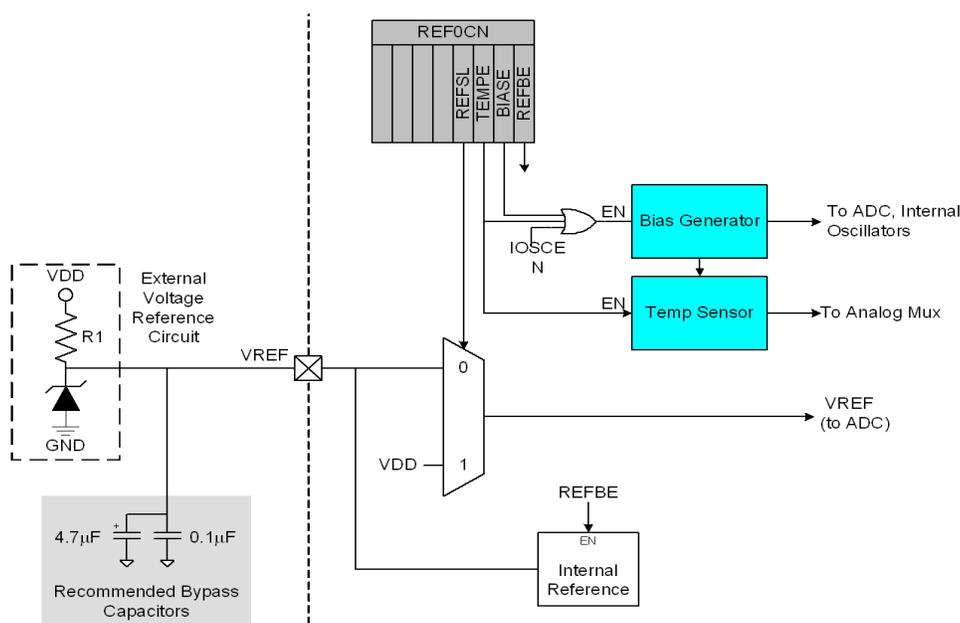 REF0CN
REFSL
TEMPE
BIASE
REFBE
EN
Bias Generator
To ADC, Internal
Oscillators
IOSCE
N
EN
Temp Sensor
To Analog Mux
VDD
R1
GND
External
Voltage
Reference
Circuit
VREF
0
VDD
1
VREF
(to ADC)
REFBE
EN
Internal
Reference
4.7µF
+
0.1µF
Recommended Bypass
Capacitors